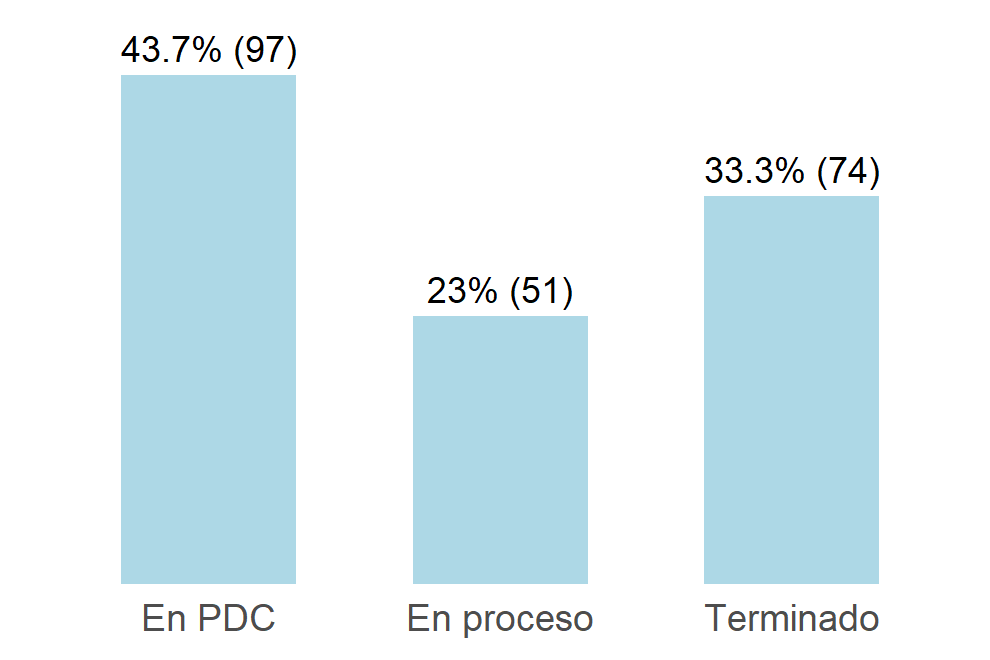 43.7% (97)
33.3% (74)
23% (51)
En PDC
En proceso
Terminado